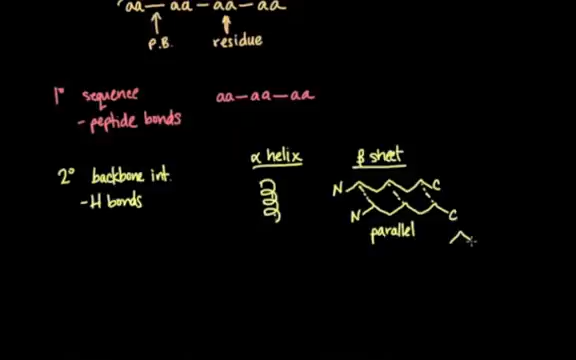 aa — aa — aa — aa
P.B. residue
1° sequence aa — aa — aa
- peptide bonds
α helix β sheet
2° backbone int.
- H bonds
N C
N C
parallel